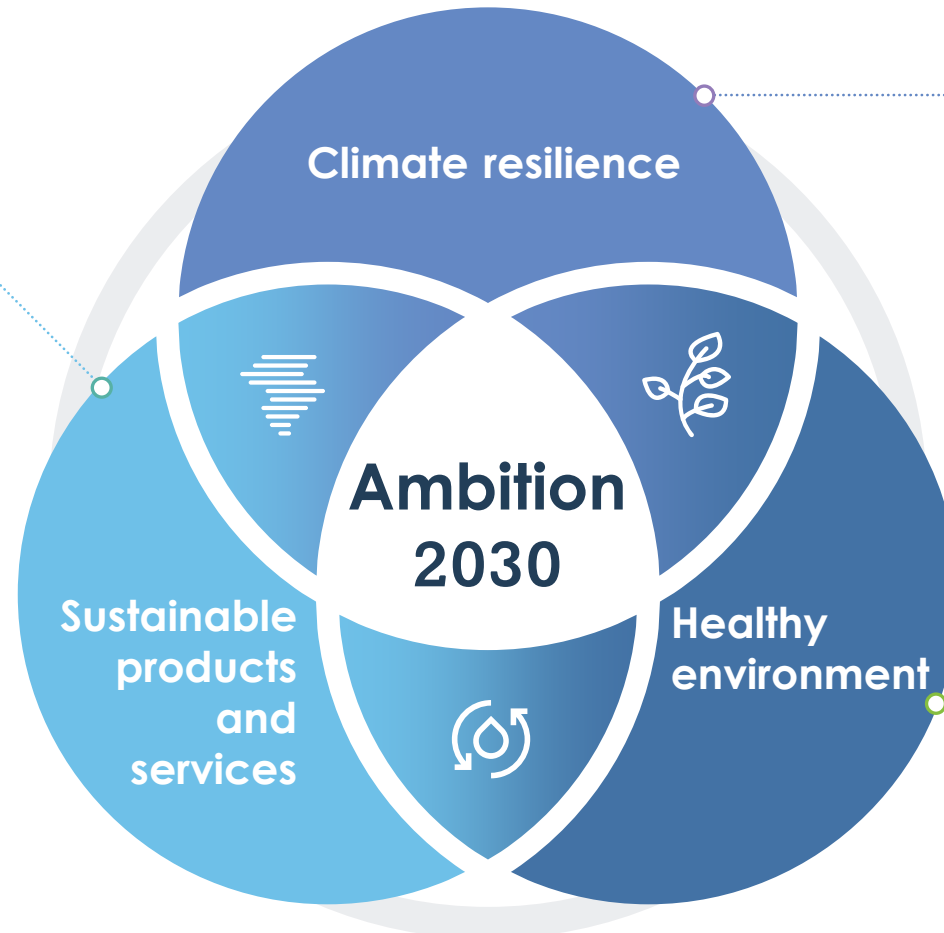 Climate resilience
Ambition
2030
Sustainable
products
and
services
Healthy
environment